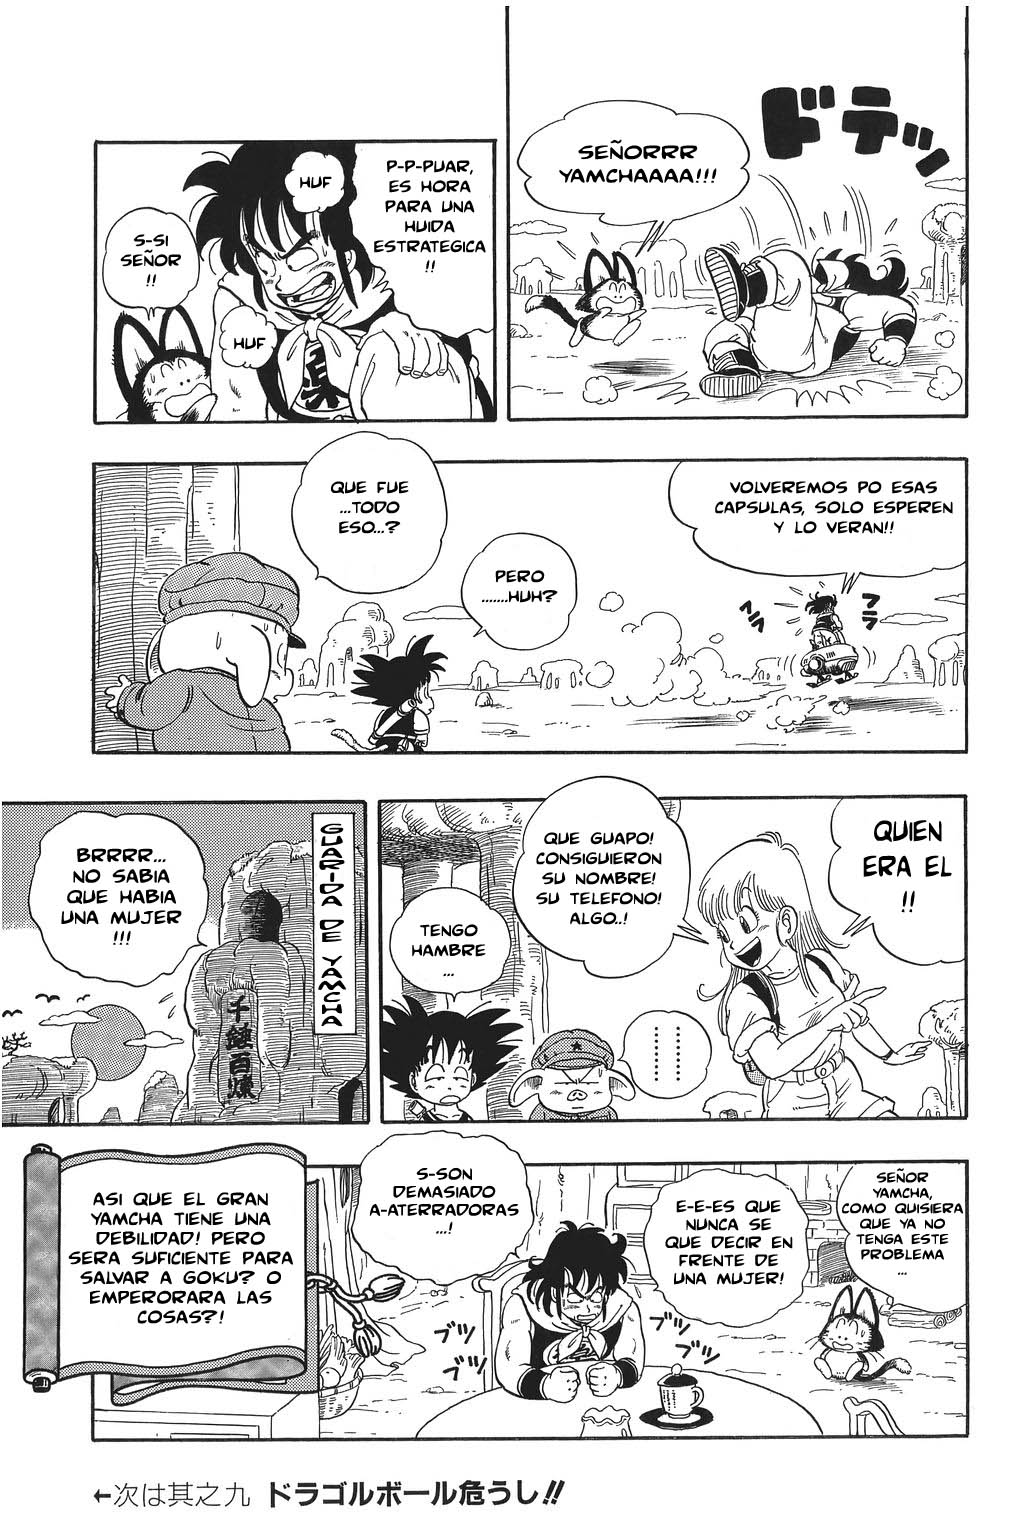 ドテッ
SEÑORRR
YAMCHAAAA!!!
P-P-PUAR,
ES HORA
PARA UNA
HUIDA
ESTRATEGICA
!!
HUF
HUF
S-SI
SEÑOR
!!
VOLVEREMOS PO ESAS
CAPSULAS, SOLO ESPEREN
Y LO VERAN!!
フラ
フラ
PERO
.......HUH?
QUE FUE
...TODO
ESO...?
QUIEN
ERA EL
!!
QUE GUAPO!
CONSIGUIERON
SU NOMBRE!
SU TELEFONO!
ALGO..!
TENGO
HAMBRE
...
GUARIDA DE YAMCHA
BRRRR...
NO SABIA
QUE HABIA
UNA MUJER
!!!
千鍛百煉
SEÑOR
YAMCHA,
COMO QUISIERA
QUE YA NO
TENGA ESTE
PROBLEMA
...
E-E-ES QUE
NUNCA SE
QUE DECIR EN
FRENTE DE
UNA MUJER!
S-SON
DEMASIADO
A-ATERRADORAS
....!
ブツ
ブツ
ブツ
ブツ
ASI QUE EL GRAN
YAMCHA TIENE UNA
DEBILIDAD! PERO
SERA SUFICIENTE PARA
SALVAR A GOKU? O
EMPERORARA LAS
COSAS?!
←次は其之九 ドラゴルボール危うし!!